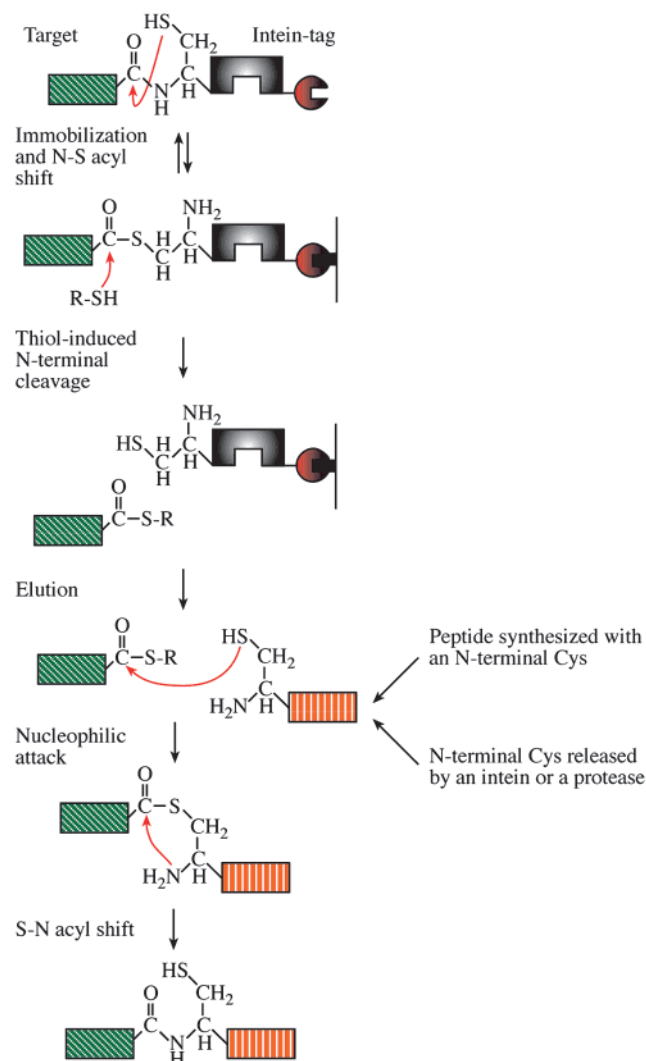 Target
Intein-tag
HS
CH2
O
C
N
H
C
H
Immobilization
and N-S acyl
shift
O
C
S
H
C
H
NH2
C
H
R-SH
Thiol-induced
N-terminal
cleavage
NH2
HS
H
C
H
C
H
O
C
S-R
Elution
O
C
S-R
HS
CH2
H2N
C
H
Peptide synthesized with
an N-terminal Cys
N-terminal Cys released
by an intein or a protease
Nucleophilic
attack
O
C
S
CH2
C
H2N
H
S-N acyl shift
HS
CH2
O
C
N
H
C
H